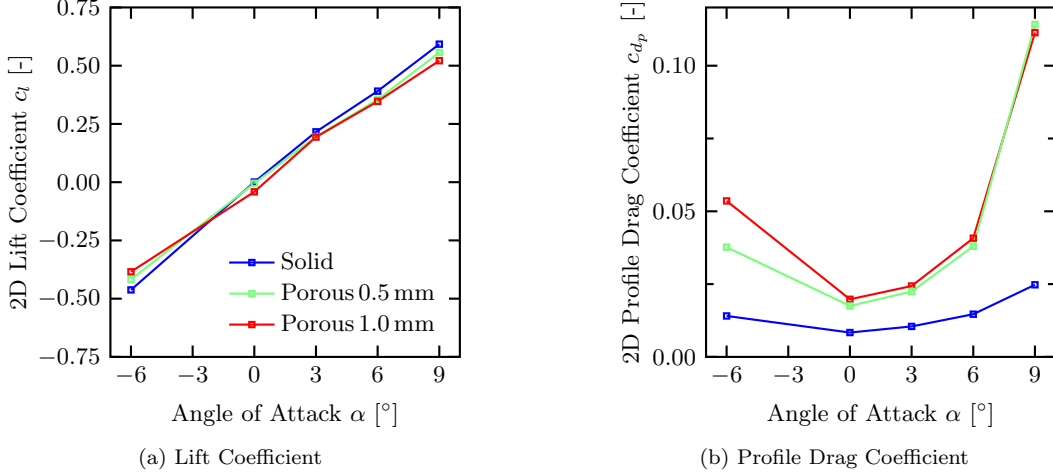 2D Lift Coefficient c_l [-]
0.75
0.50
0.25
0.00
−0.25
−0.50
−0.75
Solid
Porous 0.5 mm
Porous 1.0 mm
−6 −3 0 3 6 9
Angle of Attack α [°]
(a) Lift Coefficient
2D Profile Drag Coefficient c_{d_p} [-]
0.10
0.05
0.00
−6 −3 0 3 6 9
Angle of Attack α [°]
(b) Profile Drag Coefficient